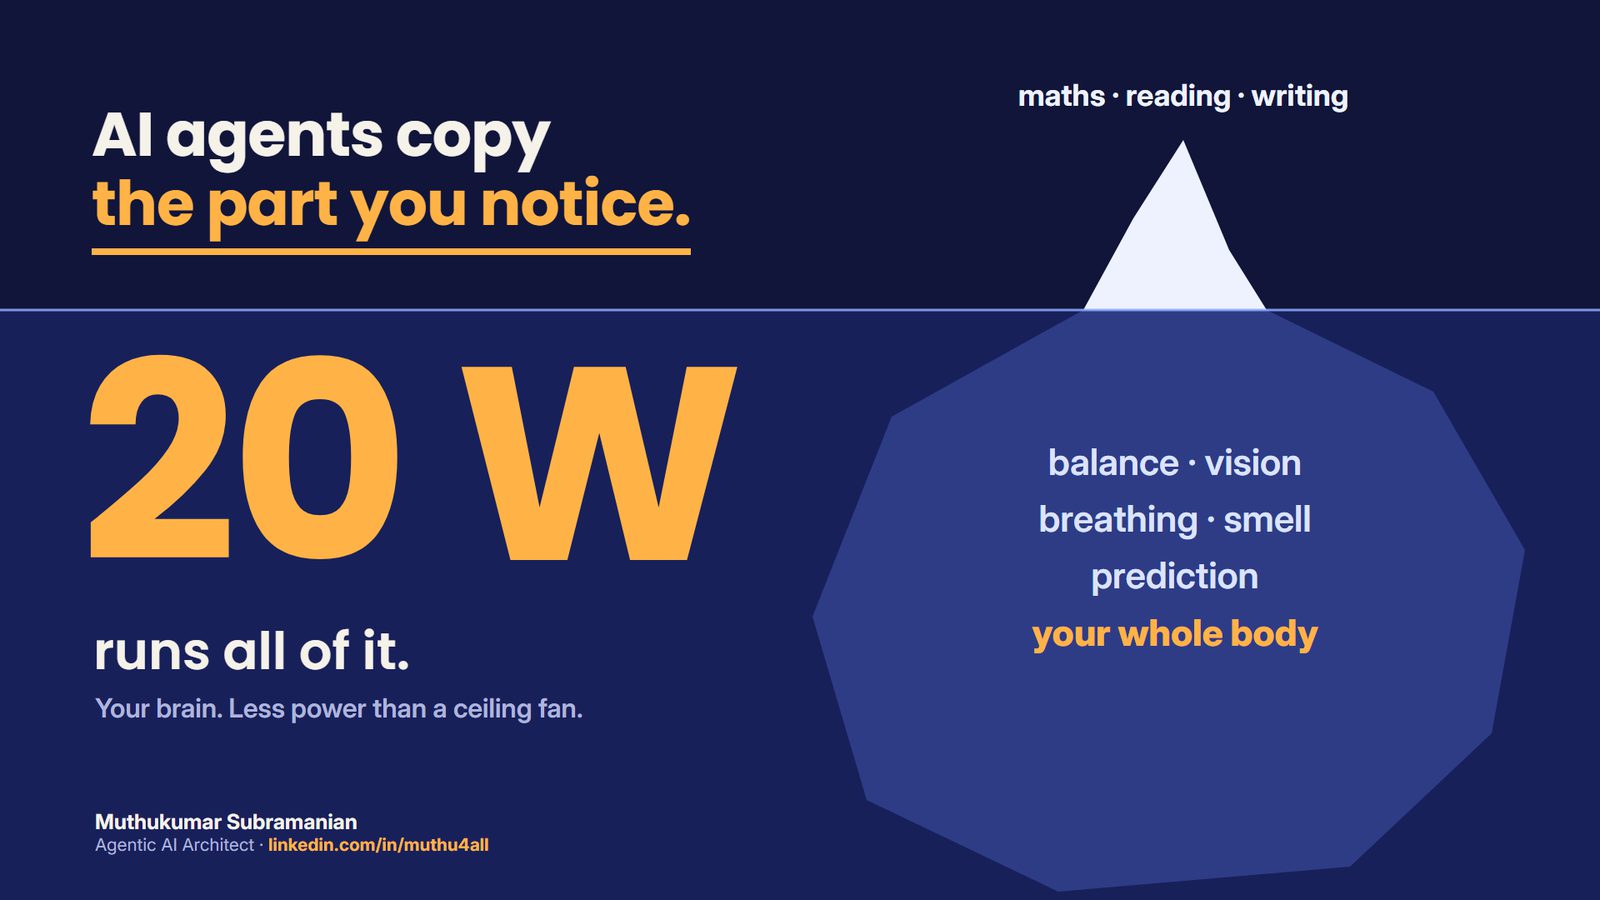 AI agents copy
the part you notice.
20 W
runs all of it.
Your brain. Less power than a ceiling fan.
Muthukumar Subramanian
Agentic AI Architect · linkedin.com/in/muthu4all
maths · reading · writing
balance · vision
breathing · smell
prediction
your whole body